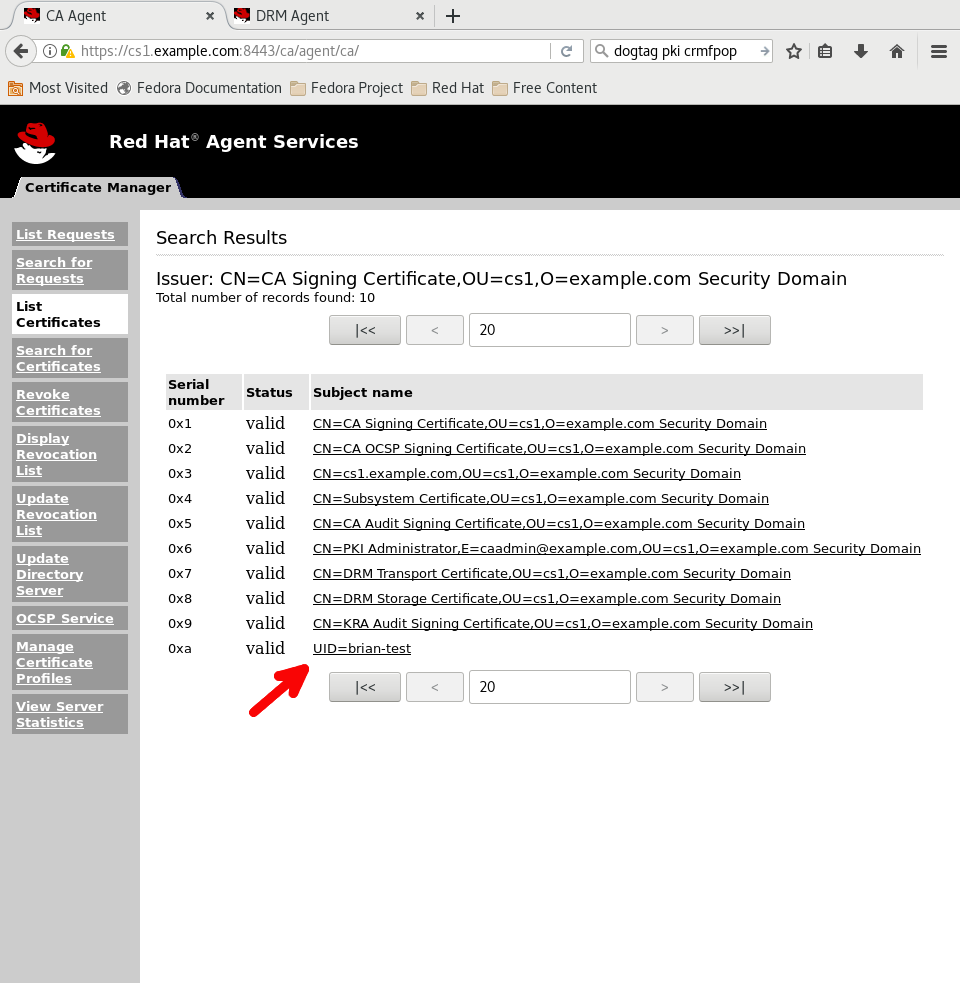 CA Agent
DRM Agent
https://cs1.example.com:8443/ca/agent/ca/
dogtag pki crmfpop
Most Visited
Fedora Documentation
Fedora Project
Red Hat
Free Content
Red Hat® Agent Services
Certificate Manager
List Requests
Search for
Requests
List
Certificates
Search for
Certificates
Revoke
Certificates
Display
Revocation
List
Update
Revocation
List
Update
Directory
Server
OCSP Service
Manage
Certificate
Profiles
View Server
Statistics
Search Results
Issuer: CN=CA Signing Certificate,OU=cs1,O=example.com Security Domain
Total number of records found: 10
|<< < 20 > >>|
Serial
number Status Subject name
0x1 valid CN=CA Signing Certificate,OU=cs1,O=example.com Security Domain
0x2 valid CN=CA OCSP Signing Certificate,OU=cs1,O=example.com Security Domain
0x3 valid CN=cs1.example.com,OU=cs1,O=example.com Security Domain
0x4 valid CN=Subsystem Certificate,OU=cs1,O=example.com Security Domain
0x5 valid CN=CA Audit Signing Certificate,OU=cs1,O=example.com Security Domain
0x6 valid CN=PKI Administrator,E=caadmin@example.com,OU=cs1,O=example.com Security Domain
0x7 valid CN=DRM Transport Certificate,OU=cs1,O=example.com Security Domain
0x8 valid CN=DRM Storage Certificate,OU=cs1,O=example.com Security Domain
0x9 valid CN=KRA Audit Signing Certificate,OU=cs1,O=example.com Security Domain
0xa valid UID=brian-test
|<< < 20 > >>|